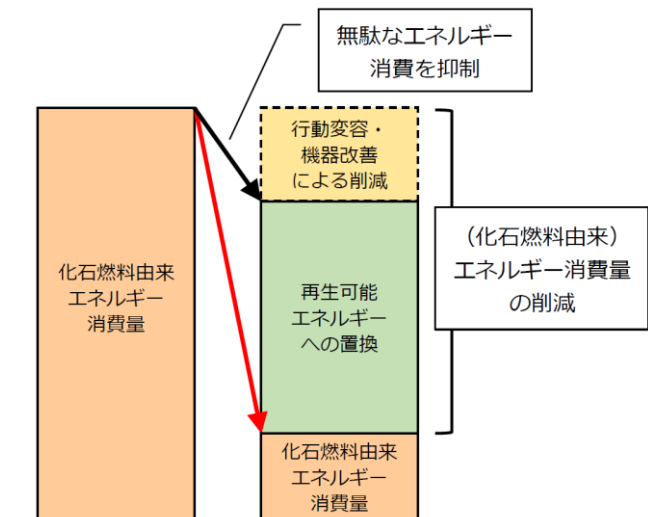 無駄なエネルギー
消費を抑制
行動変容・
機器改善
による削減
化石燃料由来
エネルギー
消費量
再生可能
エネルギー
への置換
（化石燃料由来）
エネルギー消費量
の削減
化石燃料由来
エネルギー
消費量